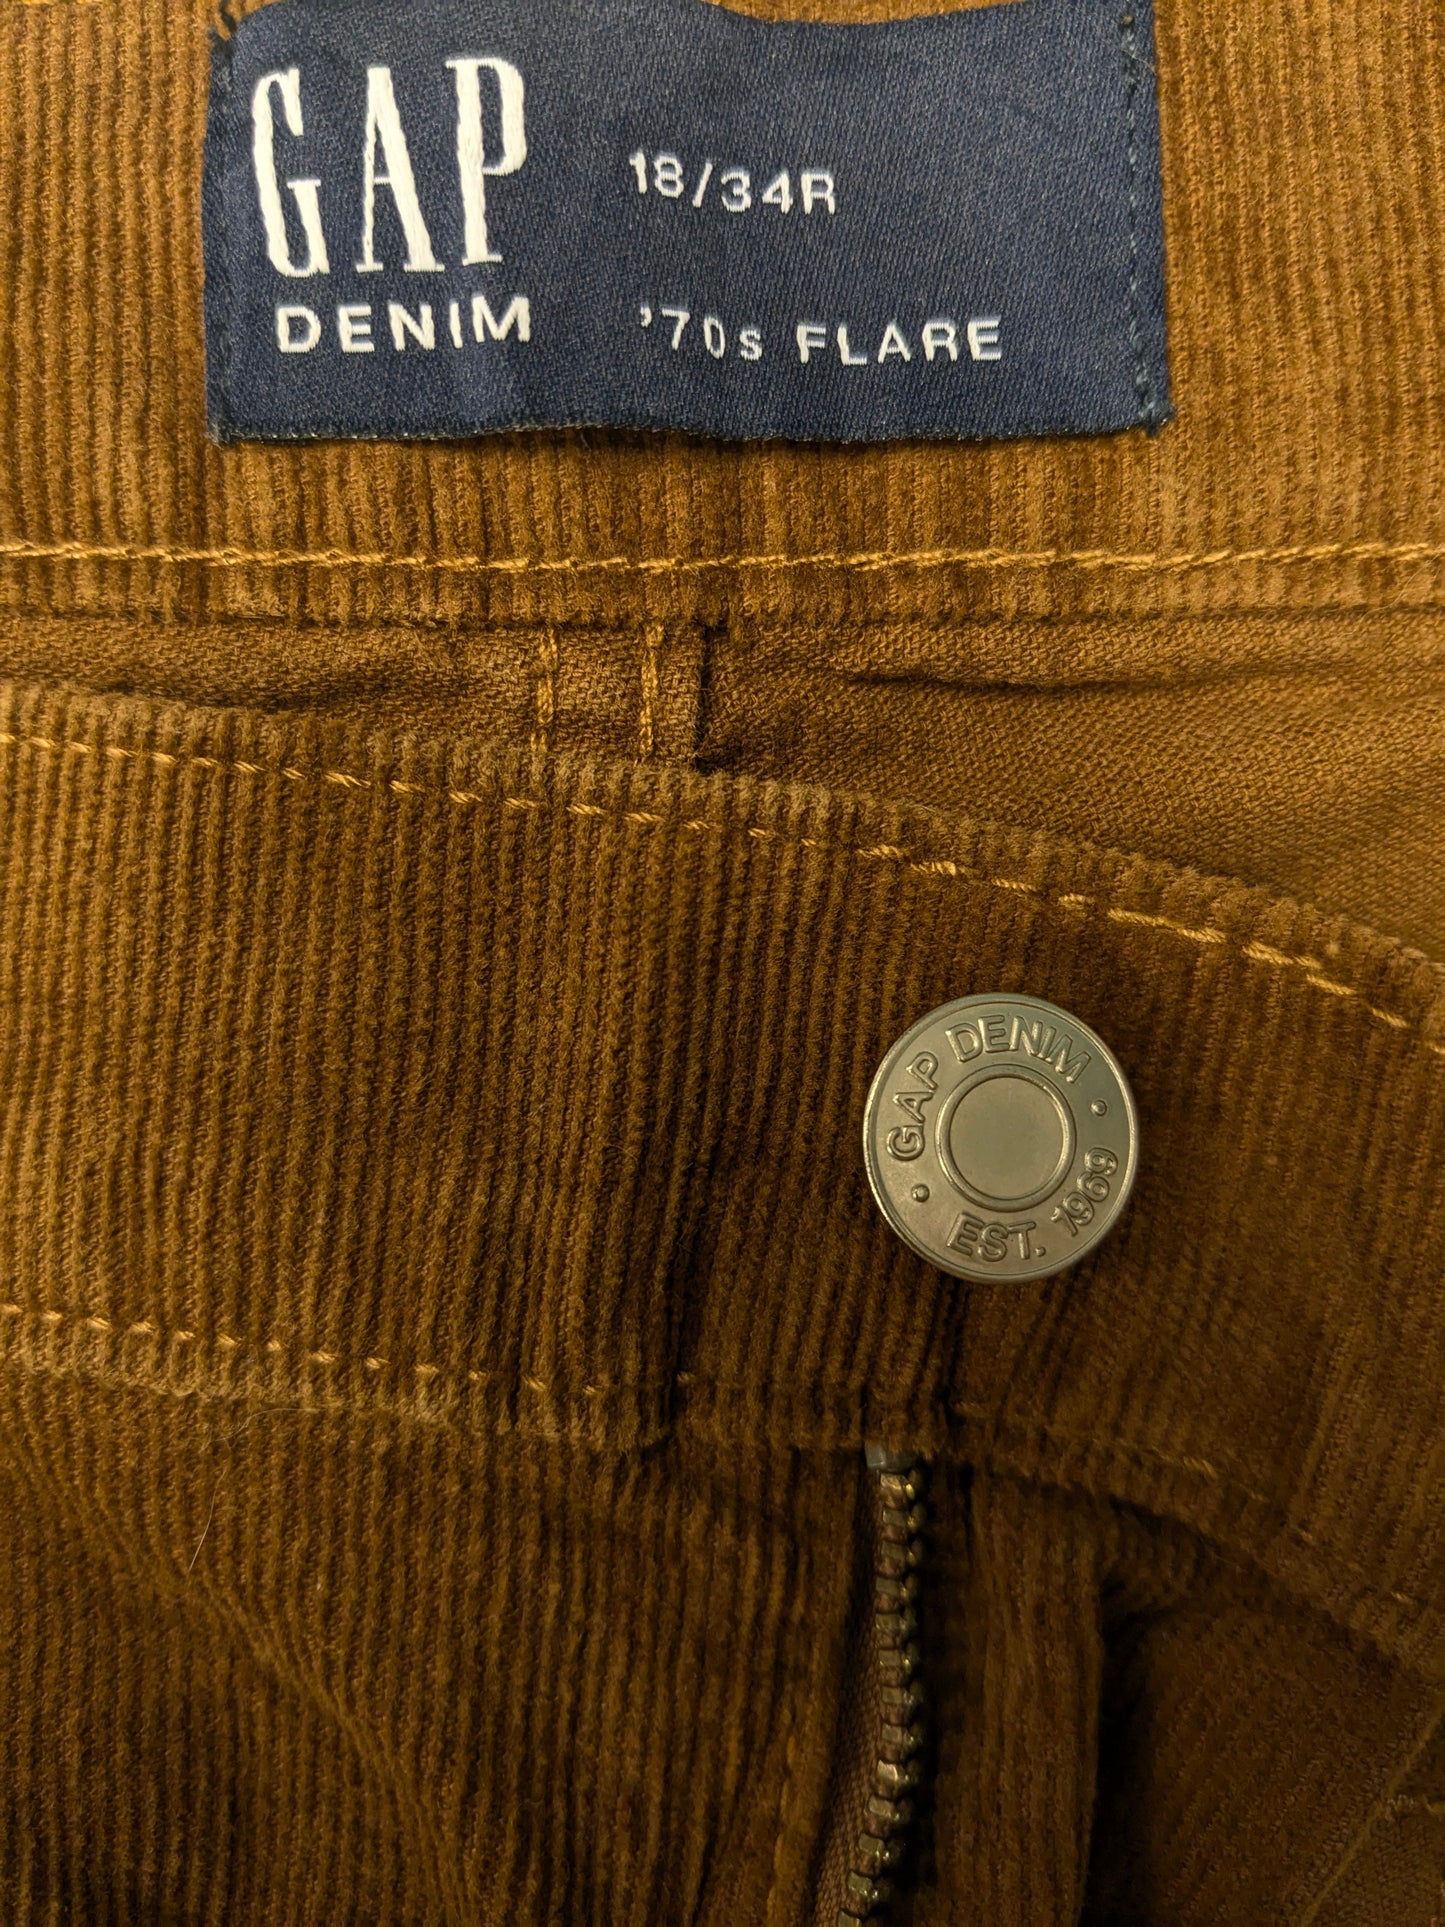 GAP
DENIM
18/34R
'70s FLARE
GAP DENIM
EST. 1969